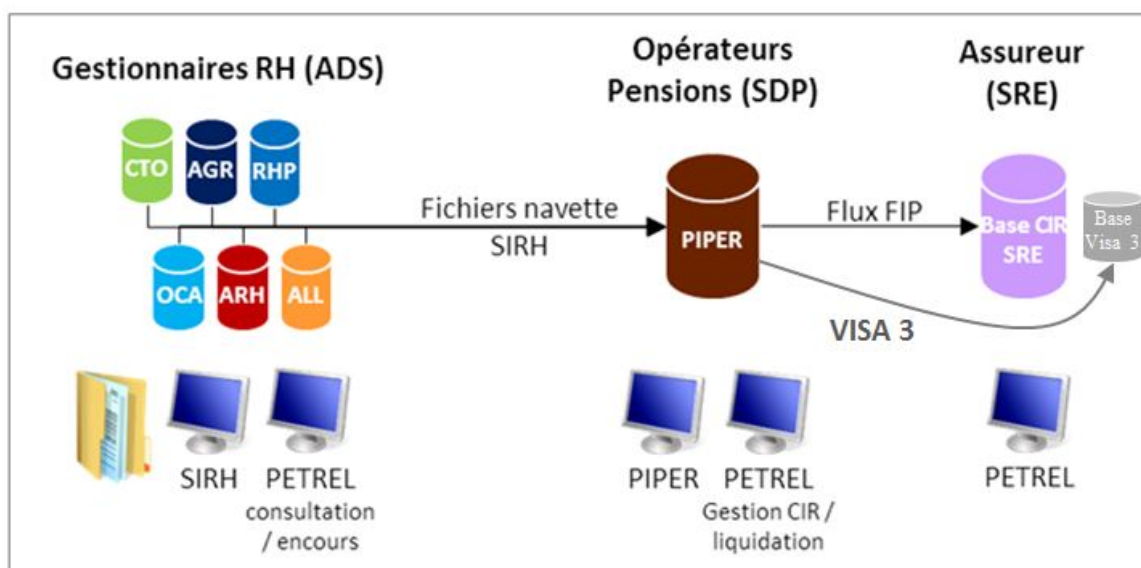 Gestionnaires RH (ADS)
Opérateurs
Pensions (SDP)
Assureur
(SRE)
CTO
AGR
RHP
OCA
ARH
ALL
Fichiers navette
SIRH
PIPER
Flux FIP
Base CIR
SRE
Base
Visa 3
VISA 3
SIRH
PETREL
consultation
/ encours
PIPER
PETREL
Gestion CIR /
liquidation
PETREL